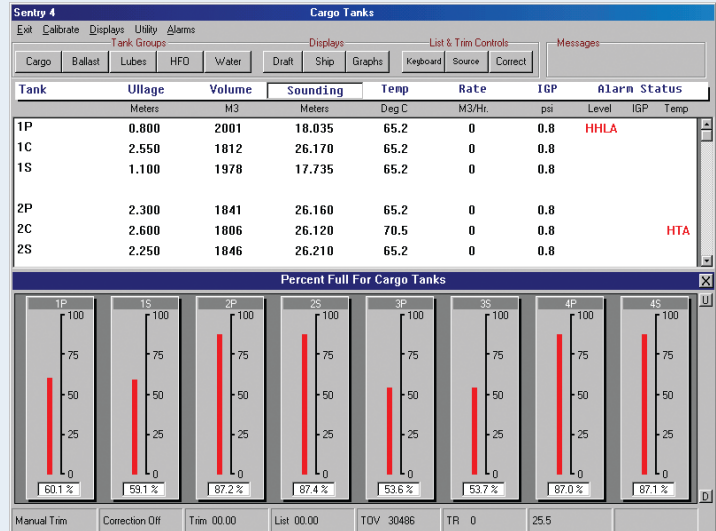 Sentry 4 Cargo Tanks
Exit Calibrate Displays Utility Alarms
Tank Groups Displays List & Trim Controls Messages
Cargo Ballast Lubes HFO Water Draft Ship Graphs Keyboard Source Correct
Tank Ullage Volume Sounding Temp Rate IGP Alarm Status
Meters M3 Meters Deg C M3/Hr. psi Level IGP Temp
1P 0.800 2001 18.035 65.2 0 0.8 HHLA
1C 2.550 1812 26.170 65.2 0 0.8
1S 1.100 1978 17.735 65.2 0 0.8
2P 2.300 1841 26.160 65.2 0 0.8
2C 2.600 1806 26.120 70.5 0 0.8 HTA
2S 2.250 1846 26.210 65.2 0 0.8
Percent Full For Cargo Tanks X
1P 1S 2P 2S 3P 3S 4P 4S U
100 100 100 100 100 100 100 100
75 75 75 75 75 75 75 75
50 50 50 50 50 50 50 50
25 25 25 25 25 25 25 25
0 0 0 0 0 0 0 0
60.1 % 59.1 % 87.2 % 87.4 % 53.6 % 53.7 % 87.0 % 87.1 % D
Manual Trim Correction Off Trim 00.00 List 00.00 TOV 30486 TR 0 25.5